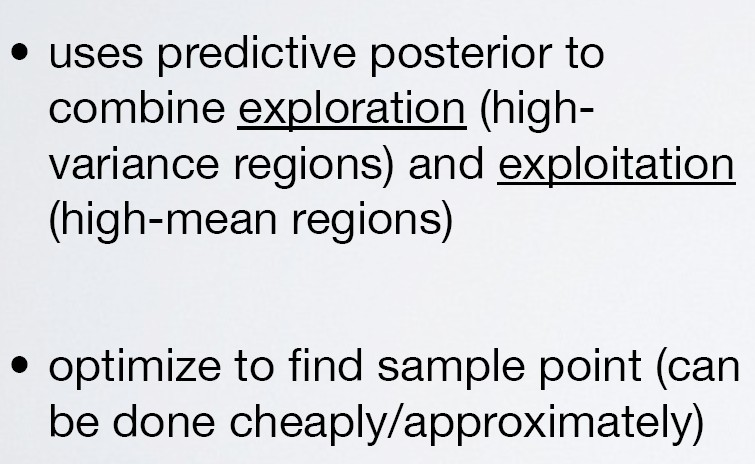 • uses predictive posterior to
combine exploration (high-
variance regions) and exploitation
(high-mean regions)
• optimize to find sample point (can
be done cheaply/approximately)